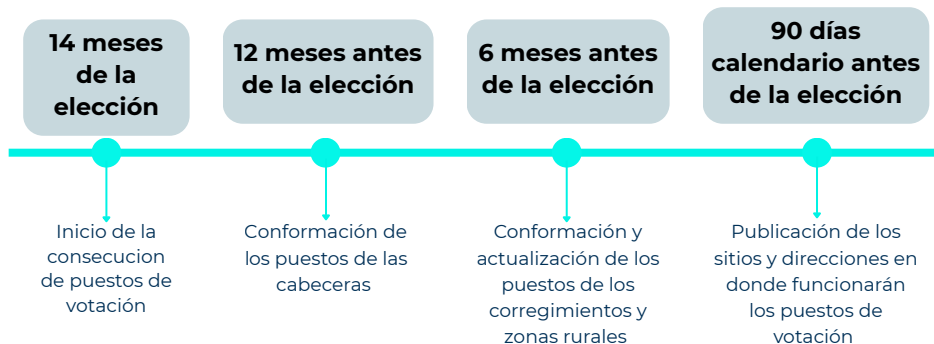 14 meses
de la
elección
12 meses antes
de la elección
6 meses antes
de la elección
90 días
calendario antes
de la elección
Inicio de la
consecucion
de puestos de
votación
Conformación de
los puestos de las
cabeceras
Conformación y
actualización de los
puestos de los
corregimientos y
zonas rurales
Publicación de los
sitios y direcciones en
donde funcionarán
los puestos de
votación